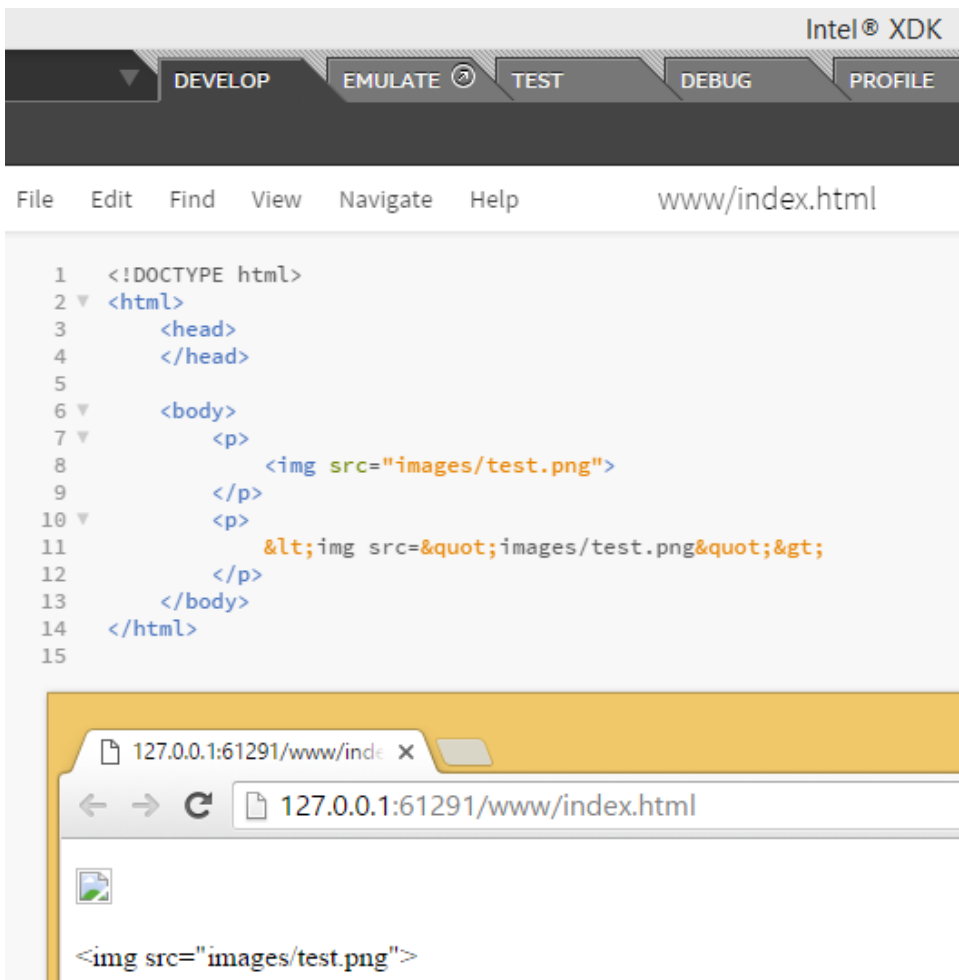 Intel® XDK
DEVELOP EMULATE TEST DEBUG PROFILE
File Edit Find View Navigate Help www/index.html
1 <!DOCTYPE html>
2 <html>
3 <head>
4 </head>
5
6 <body>
7 <p>
8 <img src="images/test.png">
9 </p>
10 <p>
11 &lt;img src=&quot;images/test.png&quot;&gt;
12 </p>
13 </body>
14 </html>
15
127.0.0.1:61291/www/inde
127.0.0.1:61291/www/index.html
<img src="images/test.png">